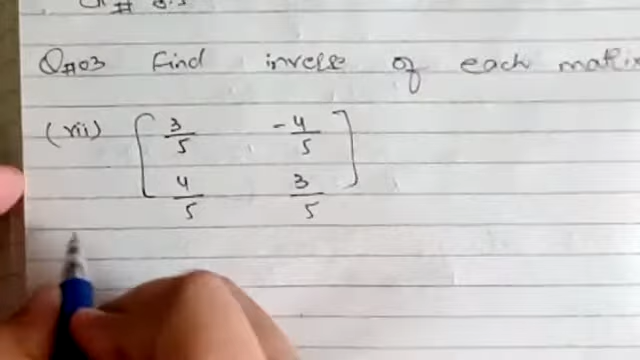 Q#03 Find inverse of each matrix
(vii) [ 3/5 -4/5
4/5 3/5 ]